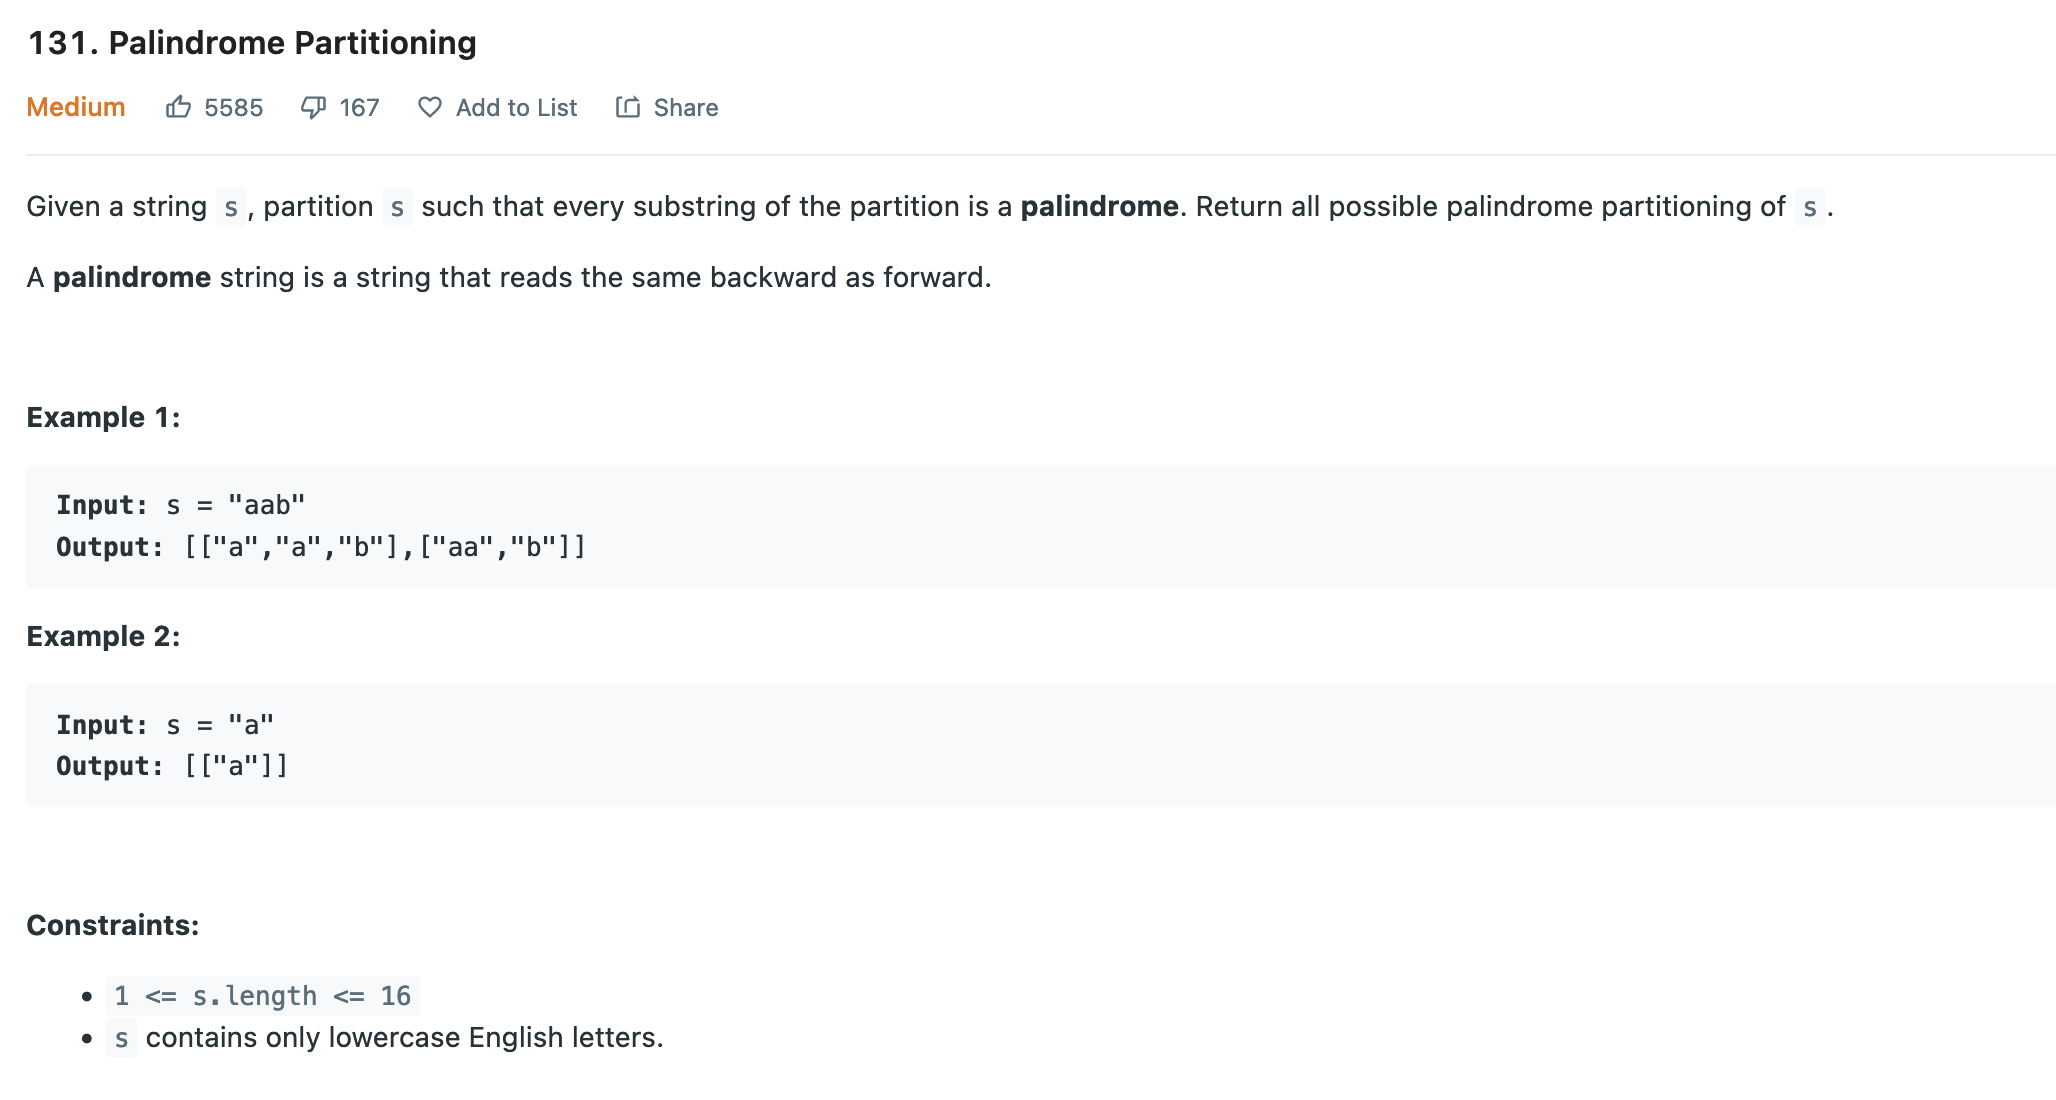 131. Palindrome Partitioning
Medium 5585 167 Add to List Share
Given a string s, partition s such that every substring of the partition is a palindrome. Return all possible palindrome partitioning of s.
A palindrome string is a string that reads the same backward as forward.
Example 1:
Input: s = "aab"
Output: [["a","a","b"],["aa","b"]]
Example 2:
Input: s = "a"
Output: [["a"]]
Constraints:
• 1 <= s.length <= 16
• s contains only lowercase English letters.